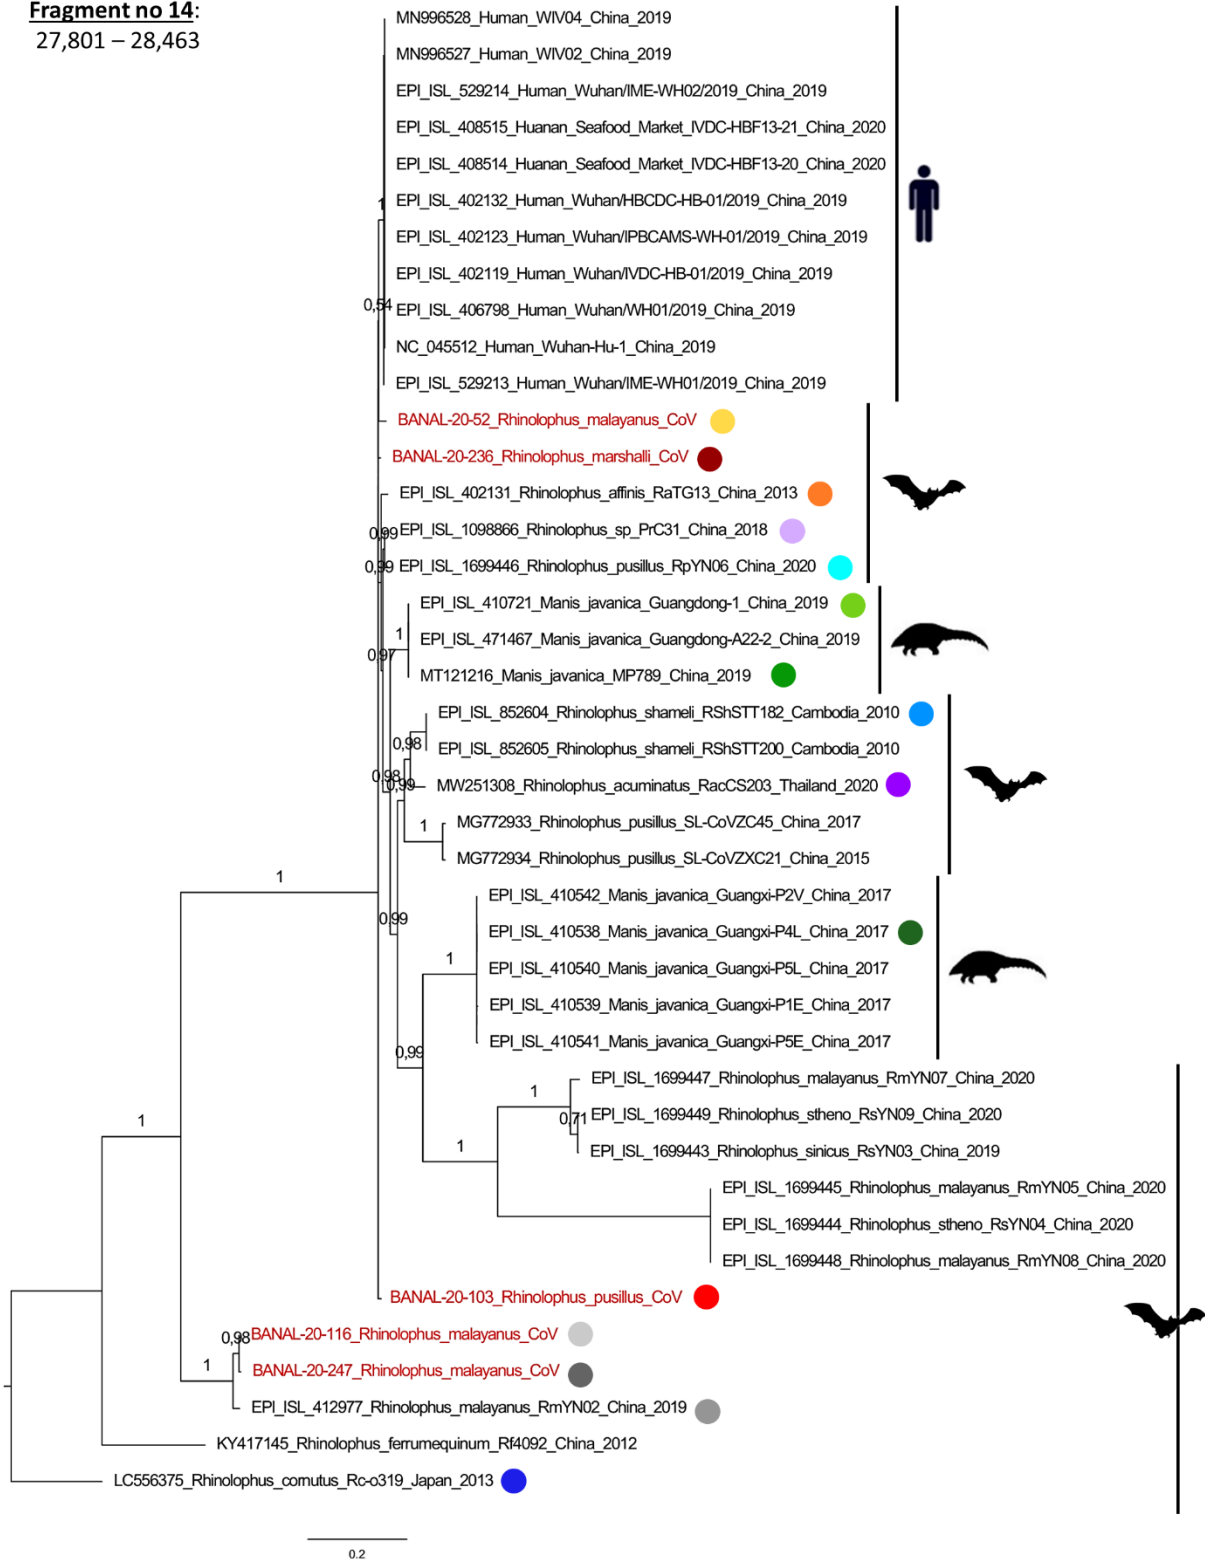 Fragment no 14:
27,801 – 28,463
MN996528_Human_WIV04_China_2019
MN996527_Human_WIV02_China_2019
EPI_ISL_529214_Human_Wuhan/IME-WH02/2019_China_2019
EPI_ISL_408515_Huanan_Seafood_Market_IVDC-HBF13-21_China_2020
EPI_ISL_408514_Huanan_Seafood_Market_IVDC-HBF13-20_China_2020
1
EPI_ISL_402132_Human_Wuhan/HBCDC-HB-01/2019_China_2019
EPI_ISL_402123_Human_Wuhan/IPBCAMS-WH-01/2019_China_2019
EPI_ISL_402119_Human_Wuhan/IVDC-HB-01/2019_China_2019
0,54
EPI_ISL_406798_Human_Wuhan/WH01/2019_China_2019
NC_045512_Human_Wuhan-Hu-1_China_2019
EPI_ISL_529213_Human_Wuhan/IME-WH01/2019_China_2019
BANAL-20-52_Rhinolophus_malayanus_CoV
BANAL-20-236_Rhinolophus_marshalli_CoV
EPI_ISL_402131_Rhinolophus_affinis_RaTG13_China_2013
0,99
EPI_ISL_1098866_Rhinolophus_sp_PrC31_China_2018
0,99
EPI_ISL_1699446_Rhinolophus_pusillus_RpYN06_China_2020
EPI_ISL_410721_Manis_javanica_Guangdong-1_China_2019
1
EPI_ISL_471467_Manis_javanica_Guangdong-A22-2_China_2019
0,97
MT121216_Manis_javanica_MP789_China_2019
EPI_ISL_852604_Rhinolophus_shameli_RShSTT182_Cambodia_2010
0,98
EPI_ISL_852605_Rhinolophus_shameli_RShSTT200_Cambodia_2010
0,98
0,99
MW251308_Rhinolophus_acuminatus_RacCS203_Thailand_2020
1
MG772933_Rhinolophus_pusillus_SL-CoVZC45_China_2017
MG772934_Rhinolophus_pusillus_SL-CoVZXC21_China_2015
1
EPI_ISL_410542_Manis_javanica_Guangxi-P2V_China_2017
0,99
EPI_ISL_410538_Manis_javanica_Guangxi-P4L_China_2017
1
EPI_ISL_410540_Manis_javanica_Guangxi-P5L_China_2017
EPI_ISL_410539_Manis_javanica_Guangxi-P1E_China_2017
EPI_ISL_410541_Manis_javanica_Guangxi-P5E_China_2017
0,99
EPI_ISL_1699447_Rhinolophus_malayanus_RmYN07_China_2020
1
1
0,71
EPI_ISL_1699449_Rhinolophus_stheno_RsYN09_China_2020
1
EPI_ISL_1699443_Rhinolophus_sinicus_RsYN03_China_2019
EPI_ISL_1699445_Rhinolophus_malayanus_RmYN05_China_2020
EPI_ISL_1699444_Rhinolophus_stheno_RsYN04_China_2020
EPI_ISL_1699448_Rhinolophus_malayanus_RmYN08_China_2020
BANAL-20-103_Rhinolophus_pusillus_CoV
0,98
BANAL-20-116_Rhinolophus_malayanus_CoV
1
BANAL-20-247_Rhinolophus_malayanus_CoV
EPI_ISL_412977_Rhinolophus_malayanus_RmYN02_China_2019
KY417145_Rhinolophus_ferrumequinum_Rf4092_China_2012
LC556375_Rhinolophus_cornutus_Rc-o319_Japan_2013
0.2